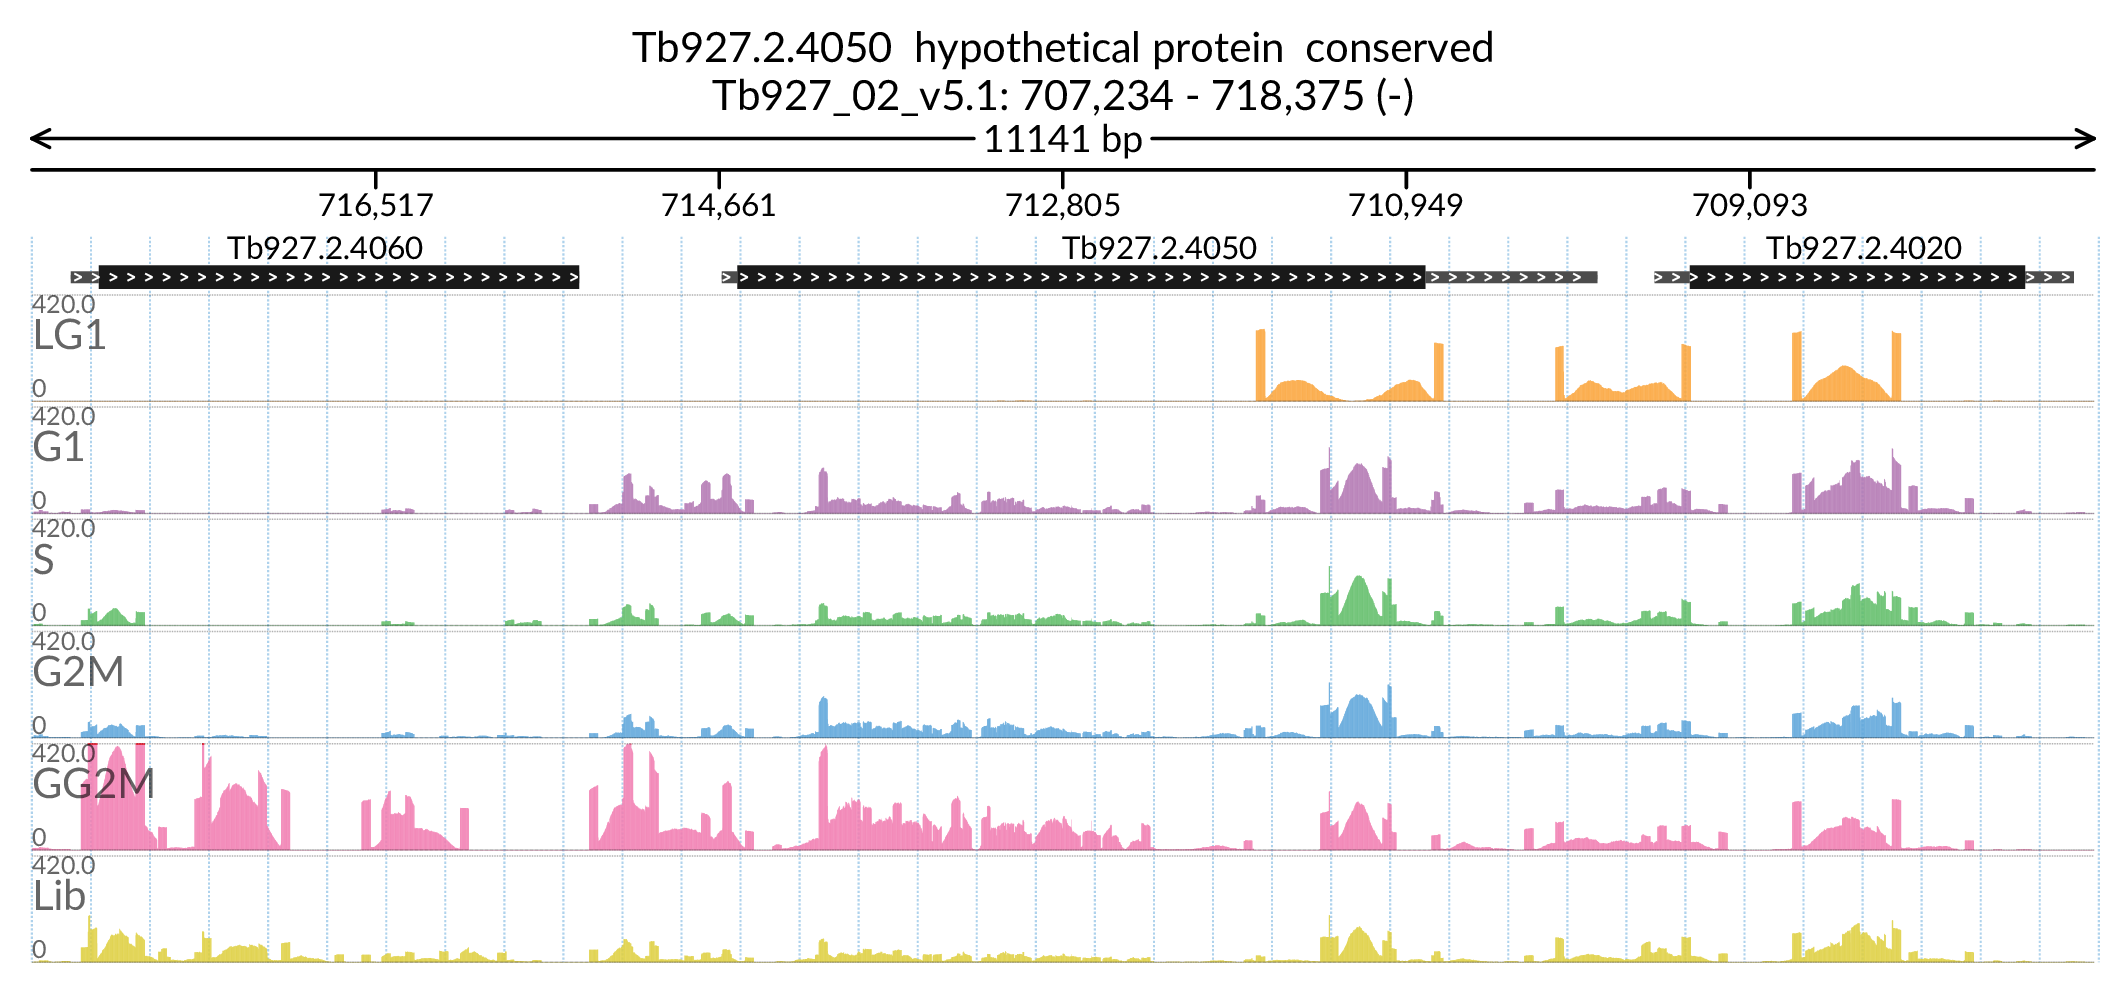 Tb927.2.4050 hypothetical protein conserved
Tb927_02_v5.1: 707,234 - 718,375 (-)
11141 bp
716,517 714,661 712,805 710,949 709,093
Tb927.2.4060 Tb927.2.4050 Tb927.2.4020
420.0
LG1
0
420.0
G1
0
420.0
S
0
420.0
G2M
0
420.0
GG2M
0
420.0
Lib
0